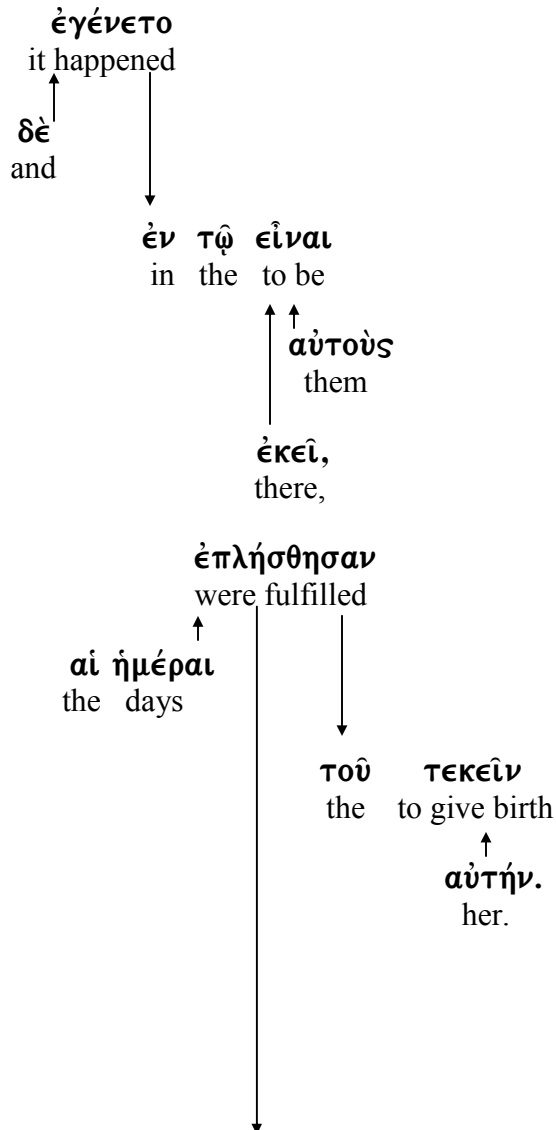 ἐγένετο
it happened
δὲ
and
ἐν τῷ εἶναι
in the to be
αὐτοὺς
them
ἐκεῖ,
there,
ἐπλήσθησαν
were fulfilled
αἱ ἡμέραι
the days
τοῦ τεκεῖν
the to give birth
αὐτήν.
her.